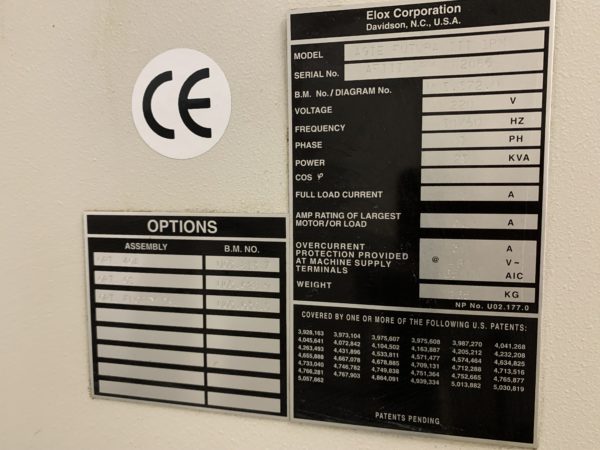 CE
Elox Corporation
Davidson, N.C., U.S.A.
MODEL AGIE FUTURA III
SERIAL No.
B.M. No./ DIAGRAM No.
VOLTAGE 220 V
FREQUENCY HZ
PHASE PH
POWER KVA
COS φ
FULL LOAD CURRENT A
AMP RATING OF LARGEST
MOTOR/OR LOAD A
OVERCURRENT A
PROTECTION PROVIDED
AT MACHINE SUPPLY @ V~
TERMINALS AIC
WEIGHT KG
NP No. U02.177.0
COVERED BY ONE OR MORE OF THE FOLLOWING U.S. PATENTS:
3,928,163 3,973,104 3,975,607 3,975,608 3,987,270 4,041,268
4,045,641 4,072,842 4,104,502 4,163,887 4,205,212 4,232,208
4,263,493 4,431,896 4,533,811 4,571,477 4,574,464 4,634,825
4,655,888 4,667,078 4,678,885 4,709,131 4,712,288 4,713,516
4,733,040 4,746,782 4,749,838 4,751,364 4,752,665 4,765,877
4,766,281 4,767,903 4,864,091 4,939,334 5,013,882 5,030,819
5,057,662
PATENTS PENDING
OPTIONS
ASSEMBLY B.M. NO.